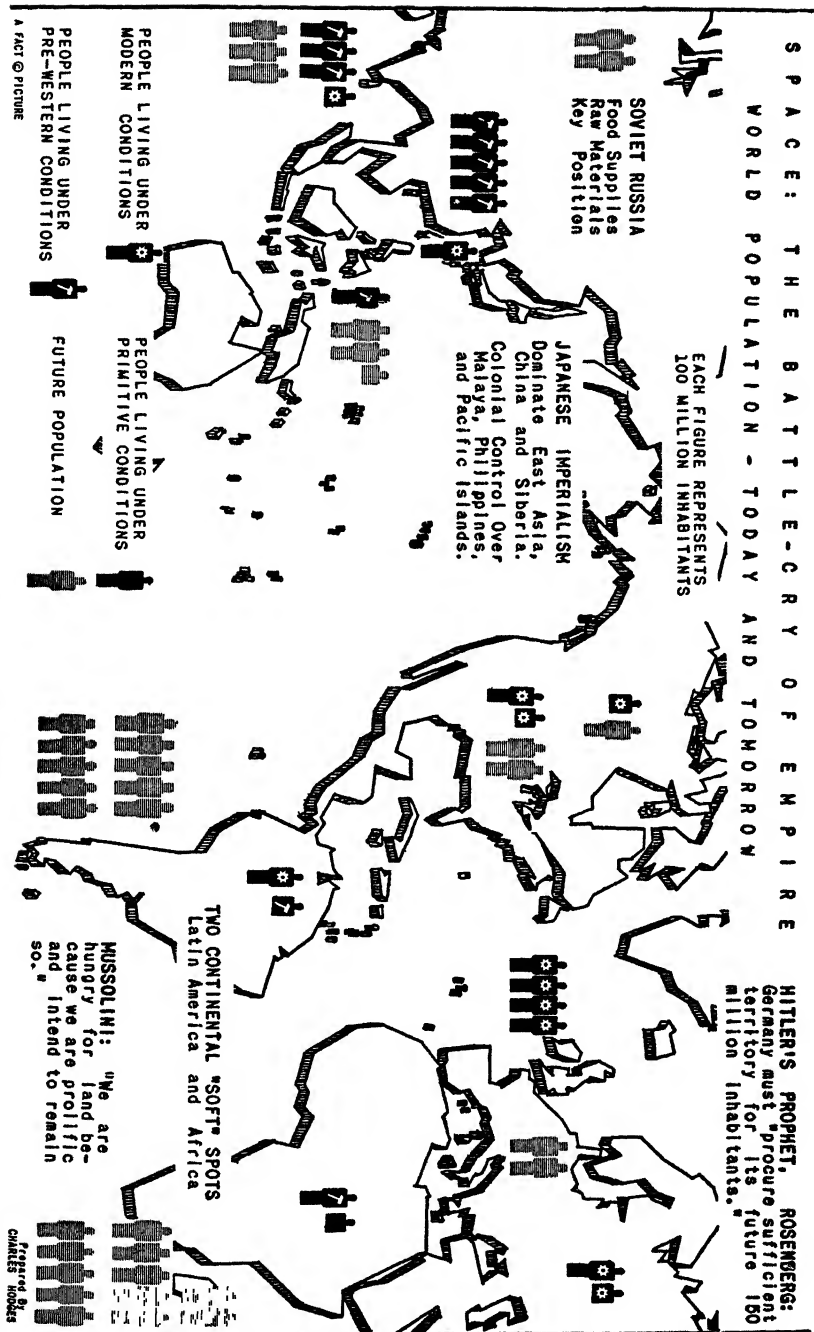 SPACE: THE BATTLE-CRY OF EMPIRE
WORLD POPULATION - TODAY AND TOMORROW
EACH FIGURE REPRESENTS
100 MILLION INHABITANTS
SOVIET RUSSIA
Food Supplies
Raw Materials
Key Position
JAPANESE IMPERIALISM
Dominate East Asia,
China and Siberia.
Colonial Control Over
Malaya, Philippines,
and Pacific Islands.
HITLER'S PROPHET, ROSENBERG:
Germany must "procure sufficient
territory for its future 150
million inhabitants."
TWO CONTINENTAL "SOFT" SPOTS
Latin America and Africa
MUSSOLINI: "We are
hungry for land be-
cause we are prolific
and intend to remain
so."
PEOPLE LIVING UNDER
MODERN CONDITIONS
PEOPLE LIVING UNDER
PRIMITIVE CONDITIONS
PEOPLE LIVING UNDER
PRE-WESTERN CONDITIONS
FUTURE POPULATION
A FACT © PICTURE
Prepared By
CHARLES HODGES